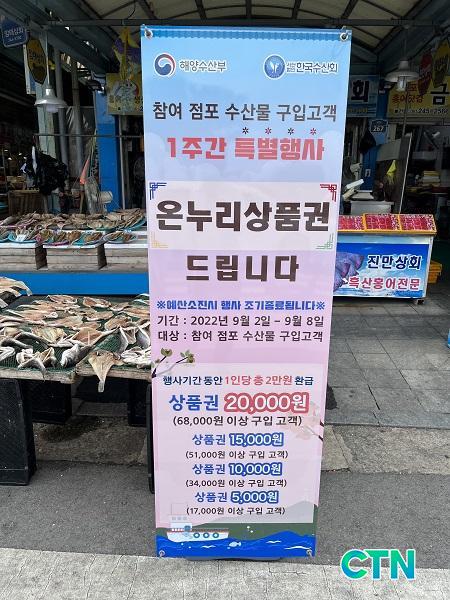 해양수산부 한국수산회
참여 점포 수산물 구입고객
1주간 특별행사
온누리상품권
드립니다
※예산소진시 행사 조기종료됩니다※
기간 : 2022년 9월 2일 – 9월 8일
대상 : 참여 점포 수산물 구입고객
행사기간 동안 1인당 총 2만원 환급
상품권 20,000원
(68,000원 이상 구입 고객)
상품권 15,000원
(51,000원 이상 구입 고객)
상품권 10,000원
(34,000원 이상 구입 고객)
상품권 5,000원
(17,000원 이상 구입 고객)
267
진만상회
흑산홍어전문
CTN